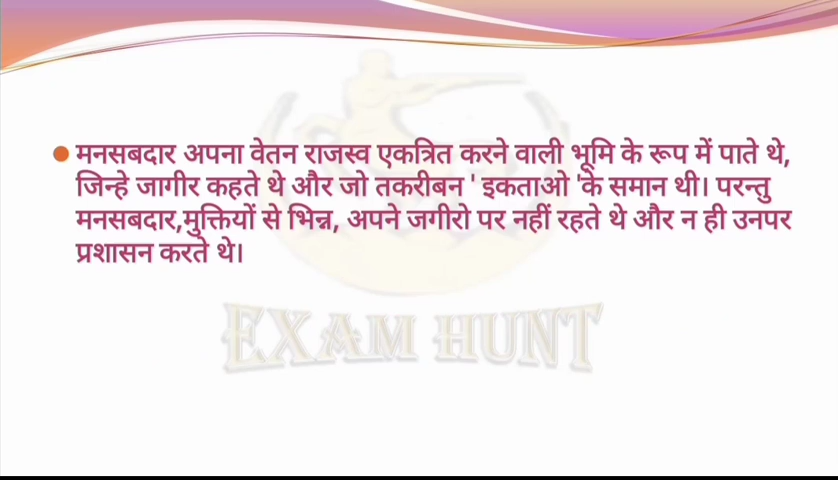 मनसबदार अपना वेतन राजस्व एकत्रित करने वाली भूमि के रूप में पाते थे,
जिन्हे जागीर कहते थे और जो तकरीबन ' इकताओ 'के समान थी। परन्तु
मनसबदार,मुक्तियों से भिन्न, अपने जगीरो पर नहीं रहते थे और न ही उनपर
प्रशासन करते थे।
EXAM HUNT